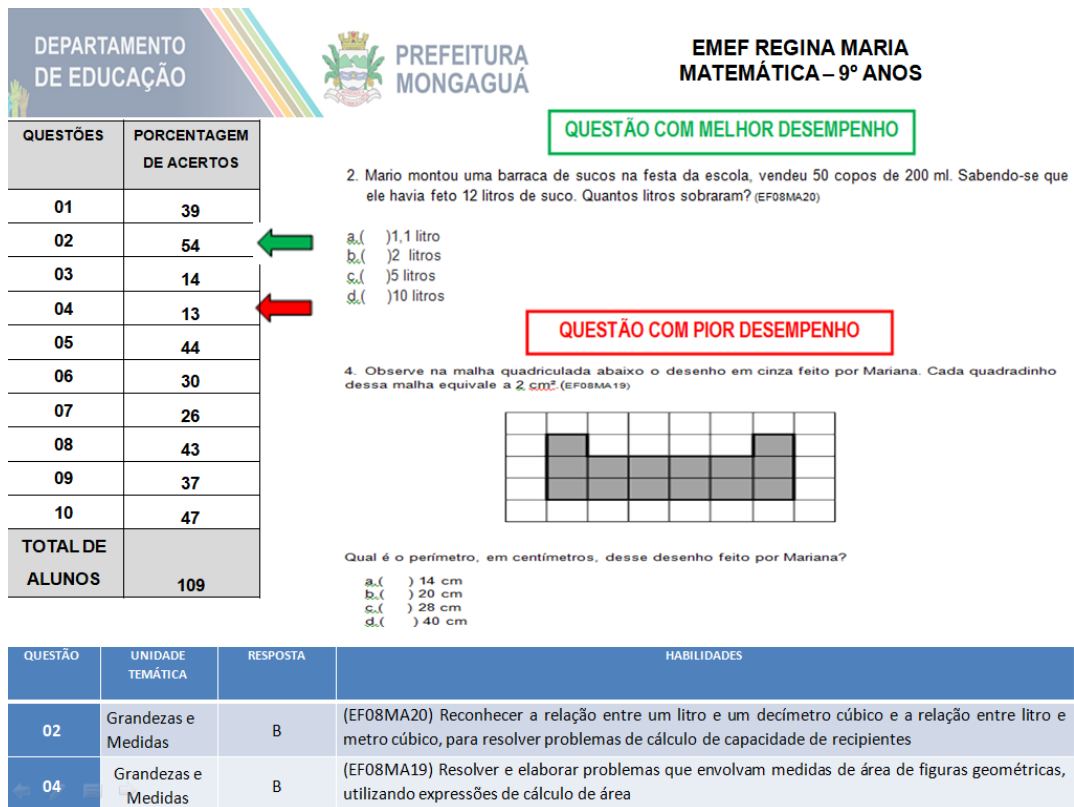 DEPARTAMENTO
DE EDUCAÇÃO
PREFEITURA
MONGAGUÁ
EMEF REGINA MARIA
MATEMÁTICA – 9º ANOS
QUESTÕES PORCENTAGEM
DE ACERTOS
01 39
02 54
03 14
04 13
05 44
06 30
07 26
08 43
09 37
10 47
TOTAL DE
ALUNOS 109
QUESTÃO COM MELHOR DESEMPENHO
2. Mario montou uma barraca de sucos na festa da escola, vendeu 50 copos de 200 ml. Sabendo-se que
ele havia feto 12 litros de suco. Quantos litros sobraram? (EF08MA20)
a.( )1,1 litro
b.( )2 litros
c.( )5 litros
d.( )10 litros
QUESTÃO COM PIOR DESEMPENHO
4. Observe na malha quadriculada abaixo o desenho em cinza feito por Mariana. Cada quadradinho
dessa malha equivale a 2 cm².(EF08MA19)
Qual é o perímetro, em centímetros, desse desenho feito por Mariana?
a.( ) 14 cm
b.( ) 20 cm
c.( ) 28 cm
d.( ) 40 cm
QUESTÃO UNIDADE RESPOSTA HABILIDADES
TEMÁTICA
02 Grandezas e Medidas B (EF08MA20) Reconhecer a relação entre um litro e um decímetro cúbico e a relação entre litro e
metro cúbico, para resolver problemas de cálculo de capacidade de recipientes
04 Grandezas e Medidas B (EF08MA19) Resolver e elaborar problemas que envolvam medidas de área de figuras geométricas,
utilizando expressões de cálculo de área